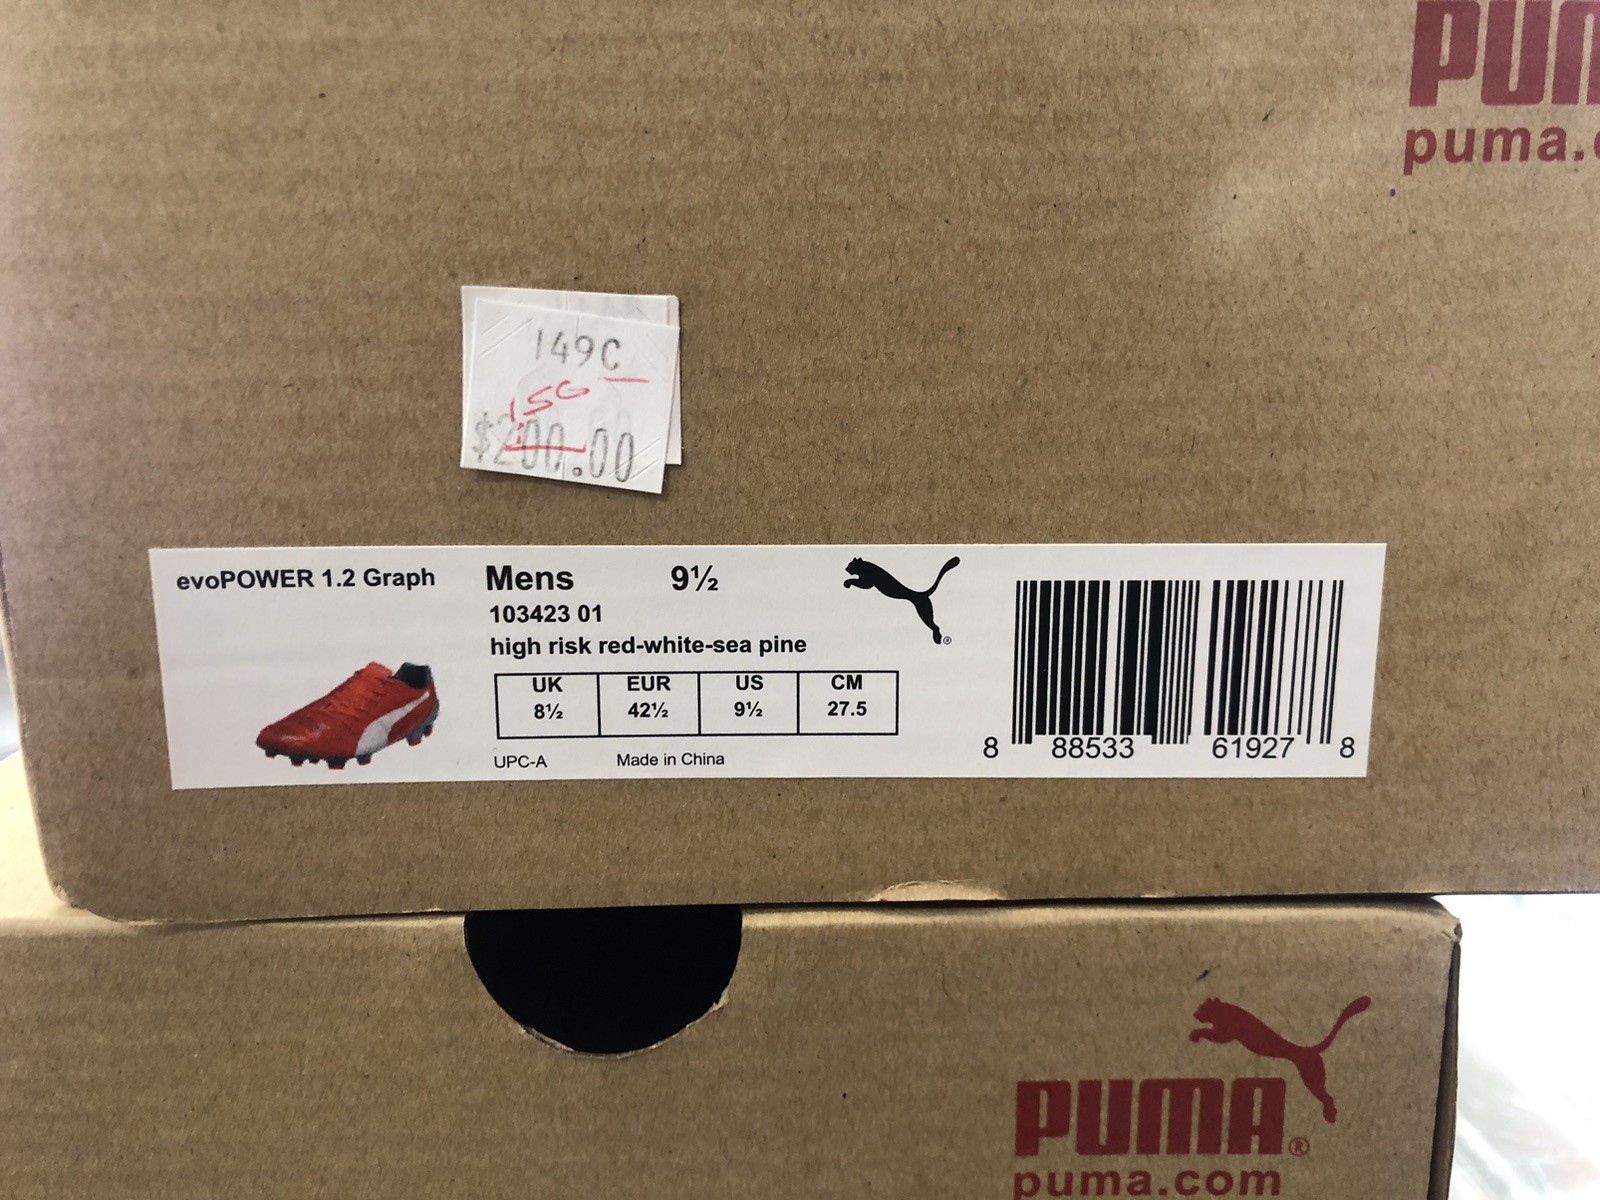 PUM
puma.c
149C
150
$200.00
evoPOWER 1.2 Graph
Mens 9½
103423 01
high risk red-white-sea pine
UK EUR US CM
8½ 42½ 9½ 27.5
UPC-A Made in China
8 88533 61927 8
PUMA®
puma.com